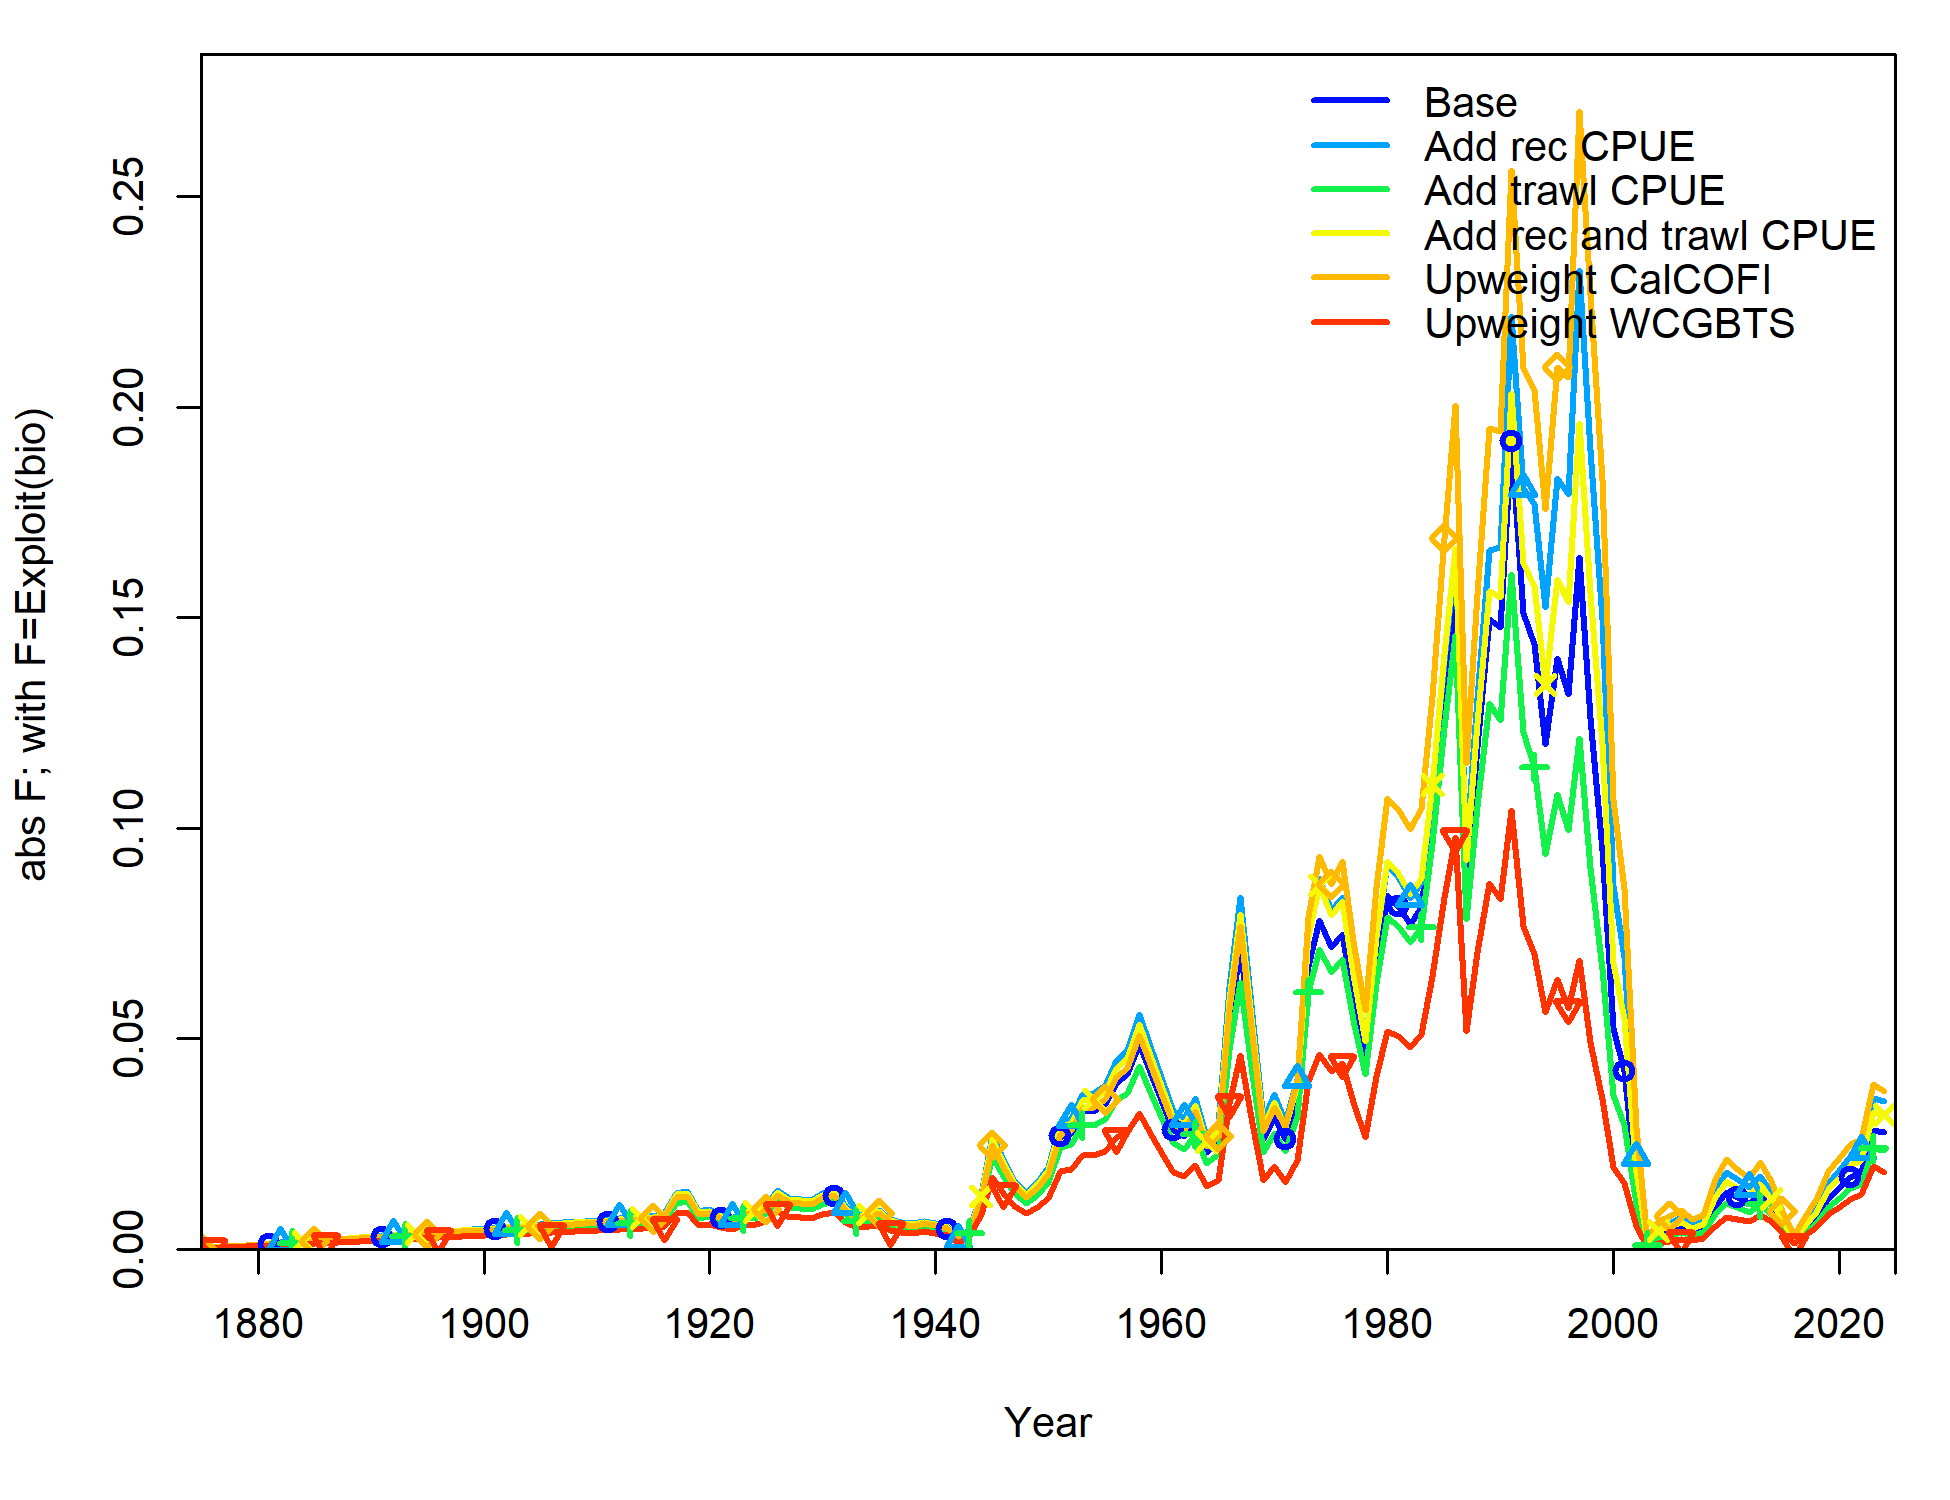 Base
Add rec CPUE
Add trawl CPUE
Add rec and trawl CPUE
Upweight CalCOFI
Upweight WCGBTS
abs F; with F=Exploit(bio)
0.25
0.20
0.15
0.10
0.05
0.00
1880 1900 1920 1940 1960 1980 2000 2020
Year